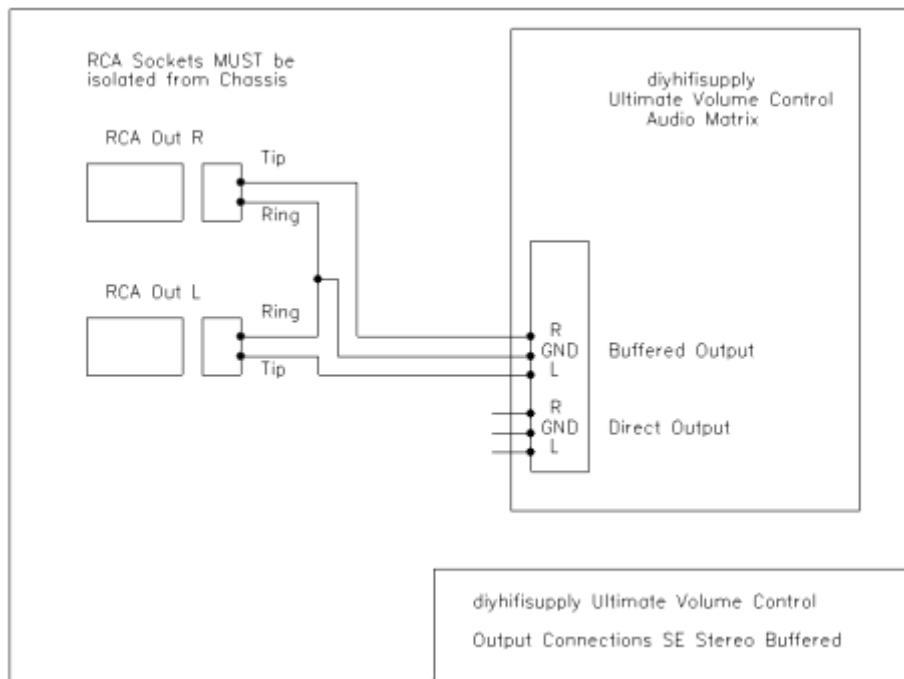 RCA Sockets MUST be
isolated from Chassis
diyhifisupply
Ultimate Volume Control
Audio Matrix
RCA Out R
Tip
Ring
RCA Out L
Ring
Tip
R
GND
L
Buffered Output
R
GND
L
Direct Output
diyhifisupply Ultimate Volume Control
Output Connections SE Stereo Buffered